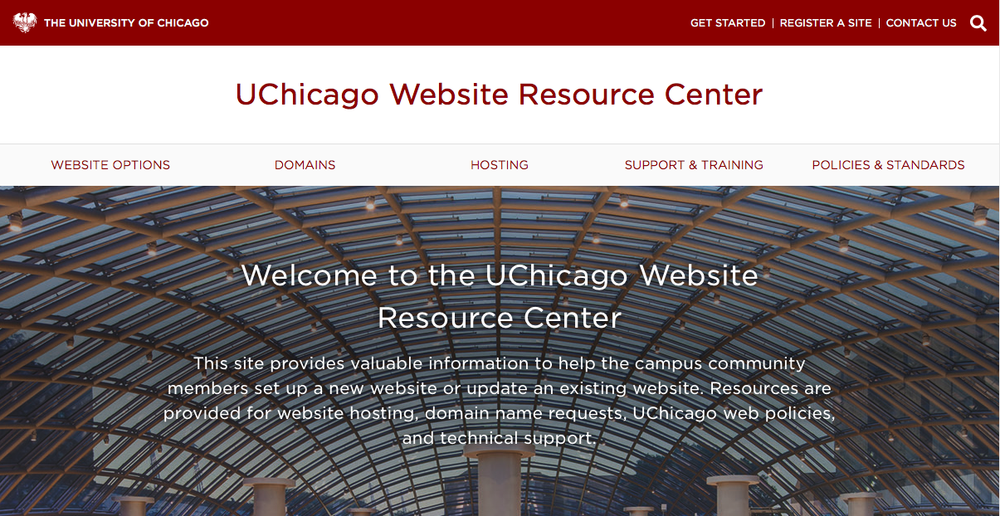 THE UNIVERSITY OF CHICAGO
GET STARTED | REGISTER A SITE | CONTACT US
UChicago Website Resource Center
WEBSITE OPTIONS
DOMAINS
HOSTING
SUPPORT & TRAINING
POLICIES & STANDARDS
Welcome to the UChicago Website
Resource Center
This site provides valuable information to help the campus community
members set up a new website or update an existing website. Resources are
provided for website hosting, domain name requests, UChicago web policies,
and technical support.